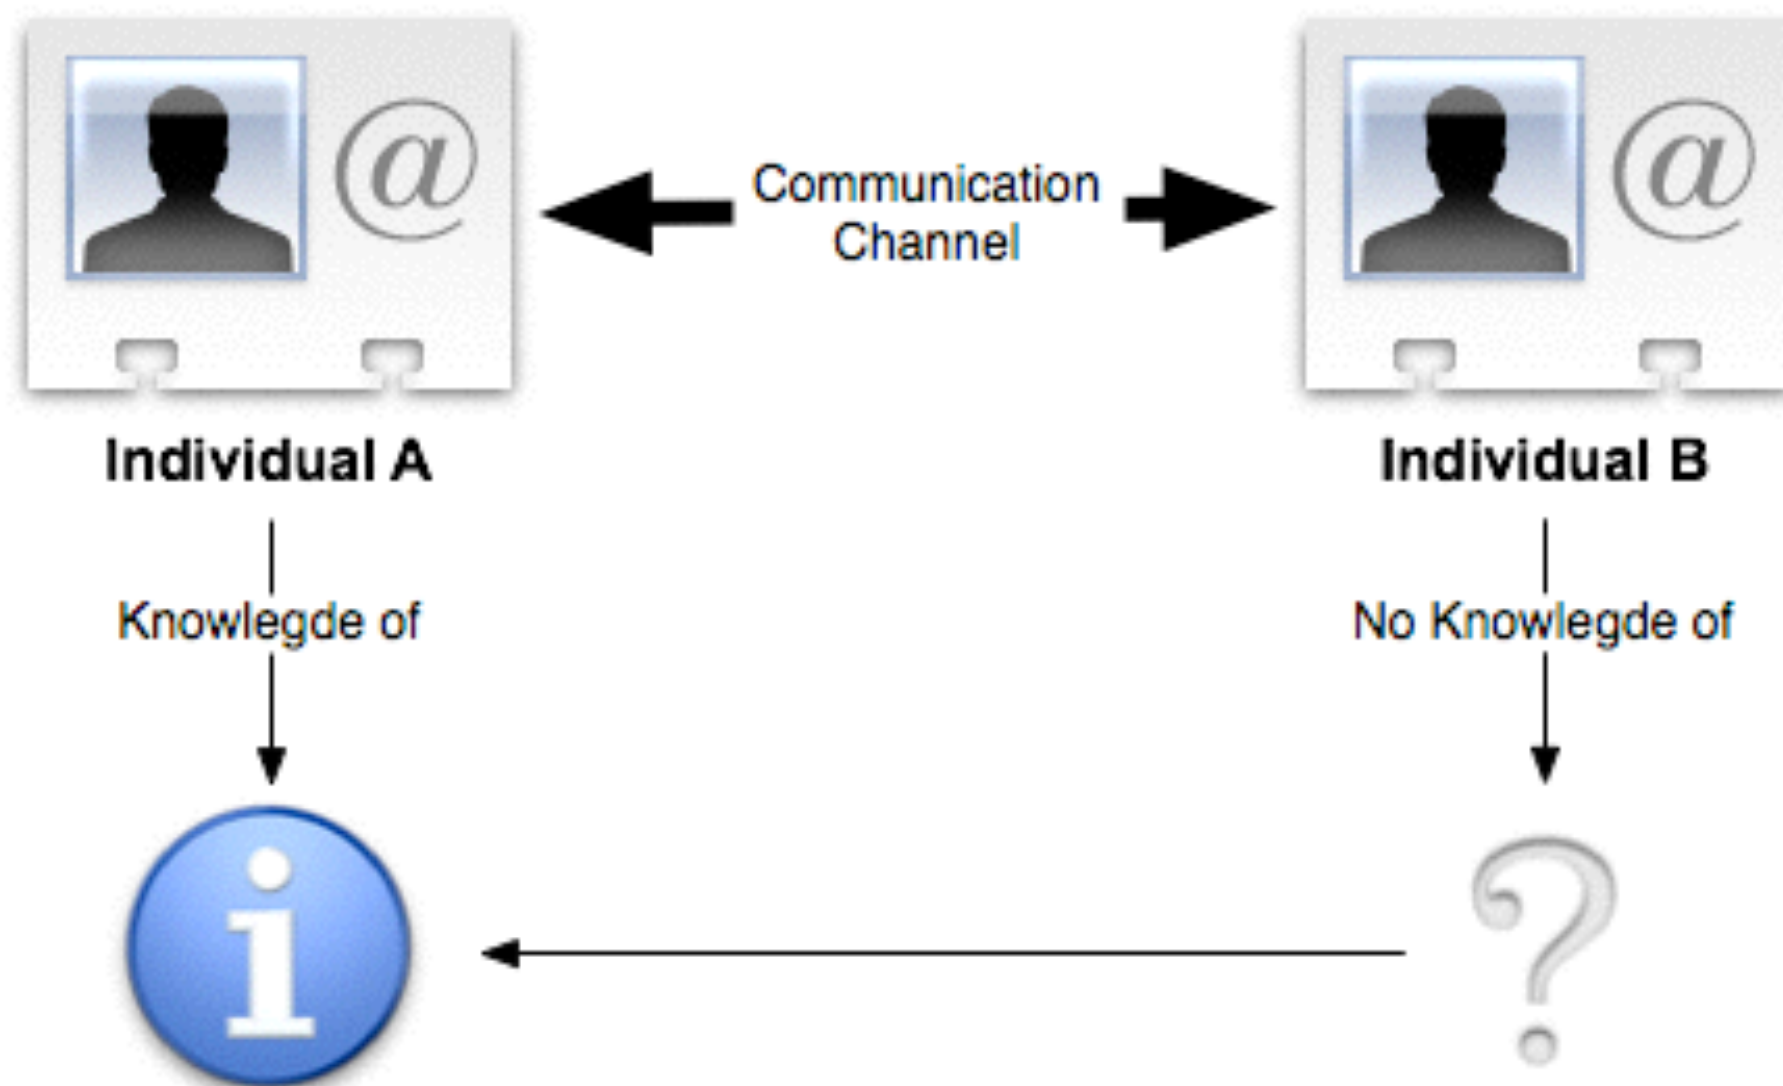 @
@
Communication
Channel
Individual A
Individual B
Knowlegde of
No Knowlegde of
i
?